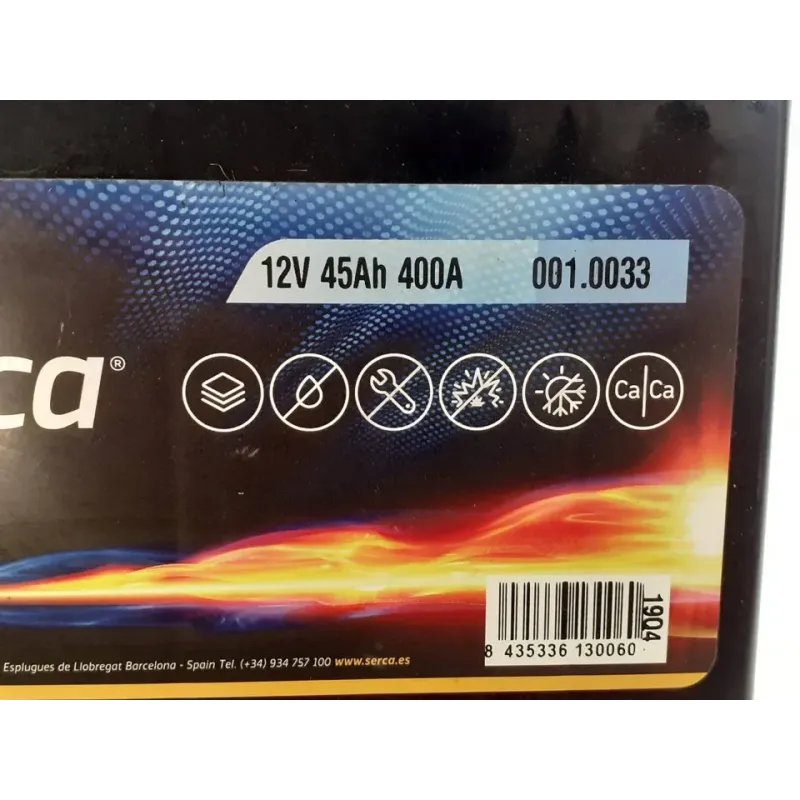 12V 45Ah 400A 001.0033
ca®
Ca|Ca
1904
8 435336 130060
Esplugues de Llobregat Barcelona - Spain Tel. (+34) 934 757 100 www.serca.es